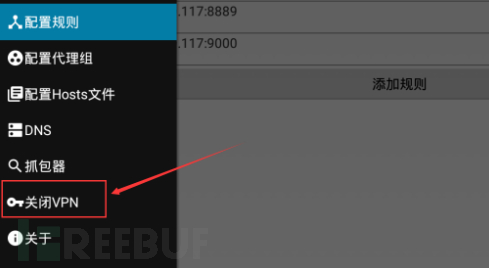 配置规则
.117:8889
配置代理组
.117:9000
配置Hosts文件
添加规则
DNS
抓包器
关闭VPN
关于
REEBUF